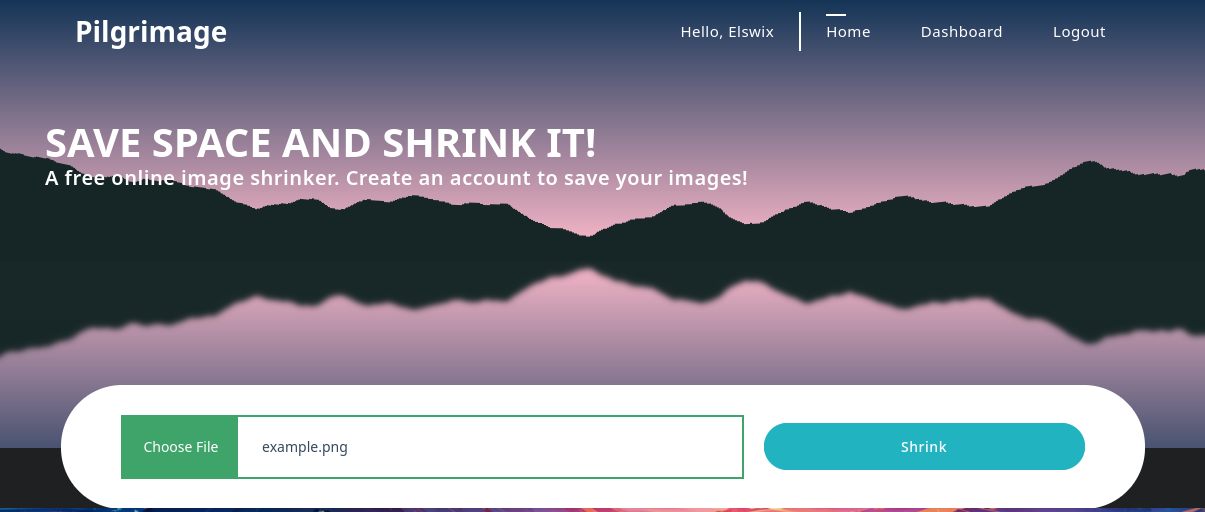 Pilgrimage
Hello, Elswix
Home
Dashboard
Logout
SAVE SPACE AND SHRINK IT!
A free online image shrinker. Create an account to save your images!
Choose File
example.png
Shrink